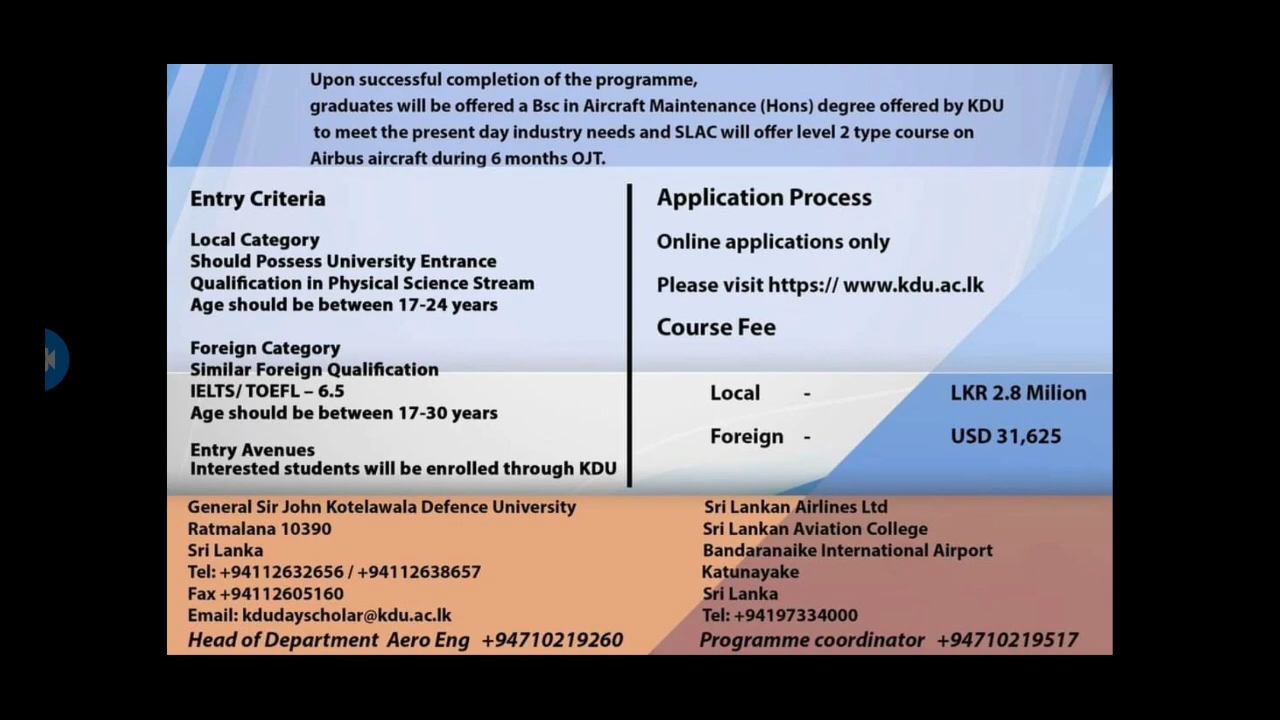 Upon successful completion of the programme,
graduates will be offered a Bsc in Aircraft Maintenance (Hons) degree offered by KDU
to meet the present day industry needs and SLAC will offer level 2 type course on
Airbus aircraft during 6 months OJT.
Entry Criteria
Local Category
Should Possess University Entrance
Qualification in Physical Science Stream
Age should be between 17-24 years
Foreign Category
Similar Foreign Qualification
IELTS/ TOEFL – 6.5
Age should be between 17-30 years
Entry Avenues
Interested students will be enrolled through KDU
Application Process
Online applications only
Please visit https:// www.kdu.ac.lk
Course Fee
Local - LKR 2.8 Milion
Foreign - USD 31,625
General Sir John Kotelawala Defence University
Ratmalana 10390
Sri Lanka
Tel: +94112632656 / +94112638657
Fax +94112605160
Email: kdudayscholar@kdu.ac.lk
Head of Department Aero Eng +94710219260
Sri Lankan Airlines Ltd
Sri Lankan Aviation College
Bandaranaike International Airport
Katunayake
Sri Lanka
Tel: +94197334000
Programme coordinator +94710219517